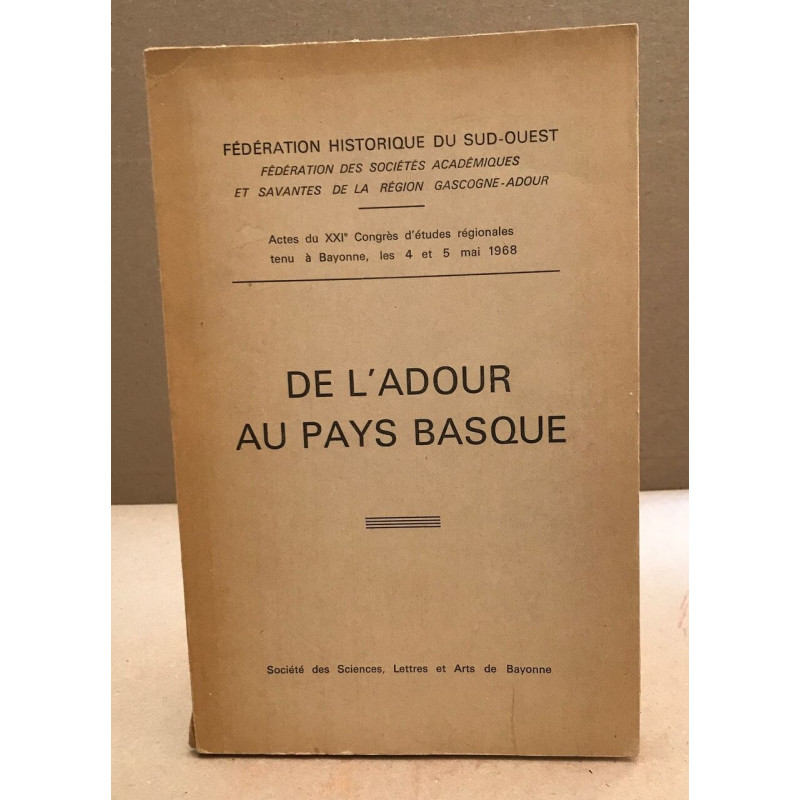 FÉDÉRATION HISTORIQUE DU SUD-OUEST
FÉDÉRATION DES SOCIÉTÉS ACADÉMIQUES
ET SAVANTES DE LA RÉGION GASCOGNE-ADOUR
Actes du XXIe Congrès d'études régionales
tenu à Bayonne, les 4 et 5 mai 1968
DE L'ADOUR
AU PAYS BASQUE
Société des Sciences, Lettres et Arts de Bayonne